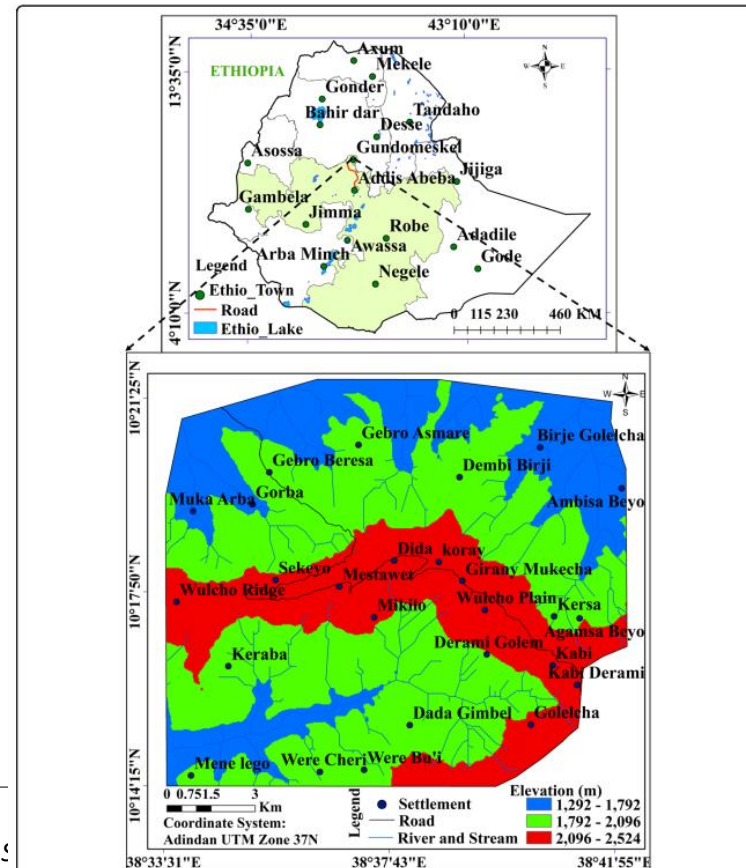 34°35'0"E 43°10'0"E
13°35'0"N
4°10'0"N
ETHIOPIA
N
W E
S
Axum
Mekele
Gonder
Bahir dar
Tandaho
Desse
Gundomeskel
Asossa
Addis Abeba
Jijiga
Gambela
Jimma
Robe
Adadile
Awassa
Arba Minch
Gode
Negele
Legend
Ethio_Town
Road
Ethio_Lake
0 115 230 460 KM
10°21'25"N
10°17'50"N
10°14'15"N
N
W E
S
Gebro Asmare
Birje Golelcha
Gebro Beresa
Dembi Birji
Muka Arba
Gorba
Ambisa Beyo
Dida
koray
Sekeyo
Mestawet
Girany Mukecha
Wulcho Ridge
Wulcho Plain
Kersa
Mikiio
Agamsa Beyo
Derami Golem
Kabi
Keraba
Kabi Derami
Dada Gimbel
Golelcha
Mene lego
Were Cheri
Were Bu'i
0 0.75 1.5 3
Km
Coordinate System:
Adindan UTM Zone 37N
Legend
Settlement
Road
River and Stream
Elevation (m)
1,292 - 1,792
1,792 - 2,096
2,096 - 2,524
38°33'31"E 38°37'43"E 38°41'55"E